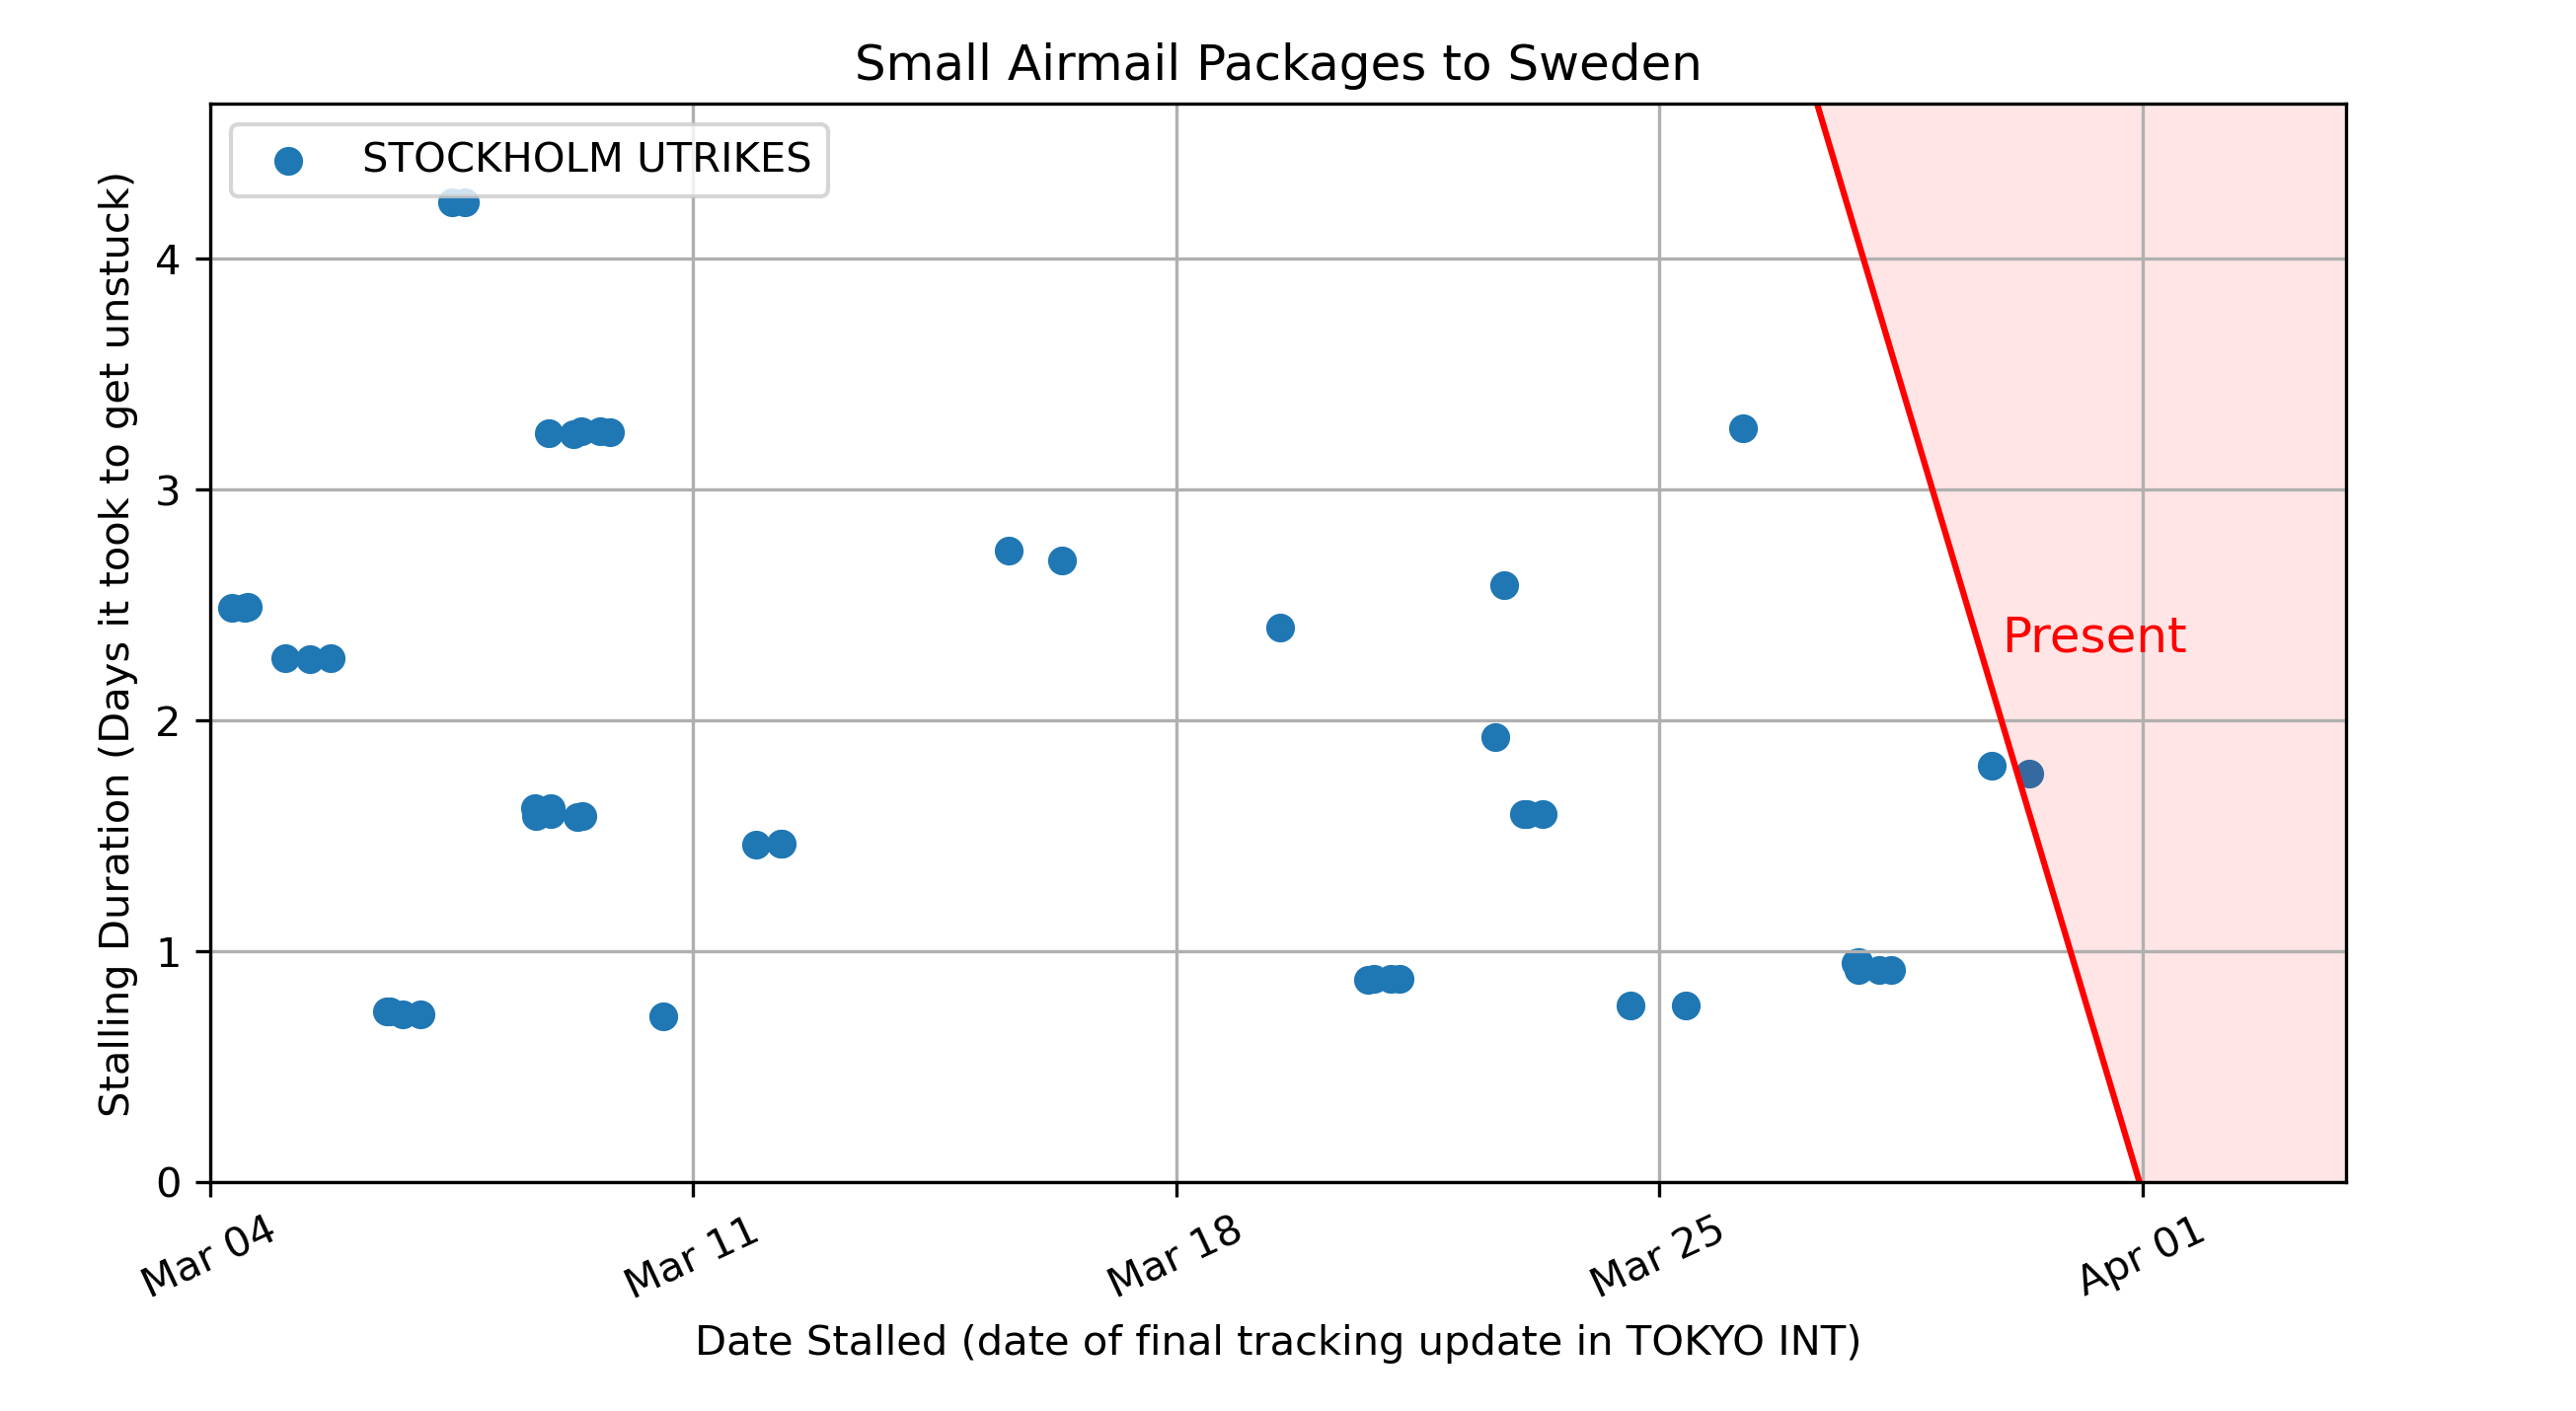 Small Airmail Packages to Sweden
STOCKHOLM UTRIKES
Stalling Duration (Days it took to get unstuck)
4
3
2
1
0
Present
Mar 04
Mar 11
Mar 18
Mar 25
Apr 01
Date Stalled (date of final tracking update in TOKYO INT)